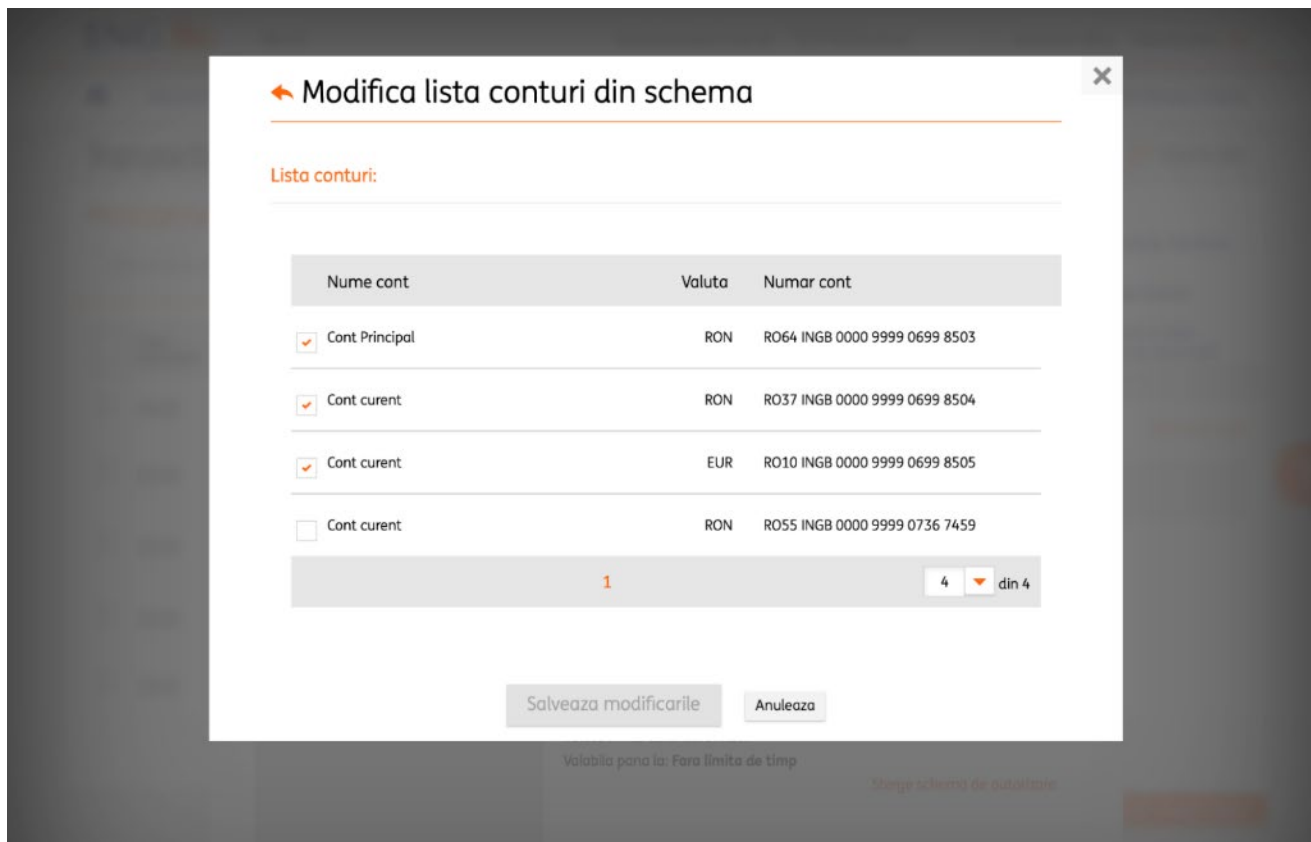 ING
Modifica lista conturi din schema
Lista conturi:
Nume cont Valuta Numar cont
Cont Principal RON RO64 INGB 0000 9999 0699 8503
Cont curent RON RO37 INGB 0000 9999 0699 8504
Cont curent EUR RO10 INGB 0000 9999 0699 8505
Cont curent RON RO55 INGB 0000 9999 0736 7459
1 4 din 4
Salveaza modificarile Anuleaza
Valabila pana la: Fara limita de timp
Sterge schema de autorizare